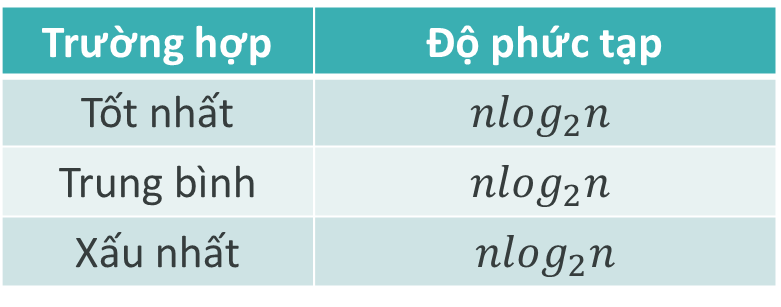 Trường hợp Độ phức tạp
Tốt nhất nlog₂n
Trung bình nlog₂n
Xấu nhất nlog₂n